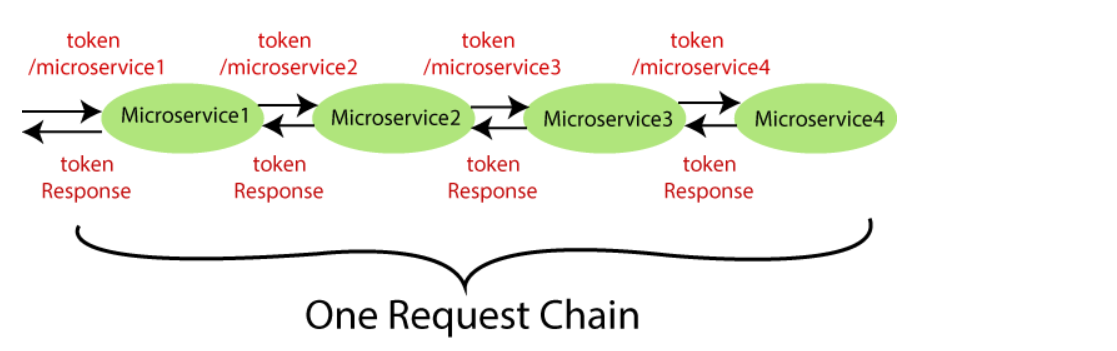 token
/microservice1
token
/microservice2
token
/microservice3
token
/microservice4
Microservice1
Microservice2
Microservice3
Microservice4
token
Response
token
Response
token
Response
token
Response
One Request Chain